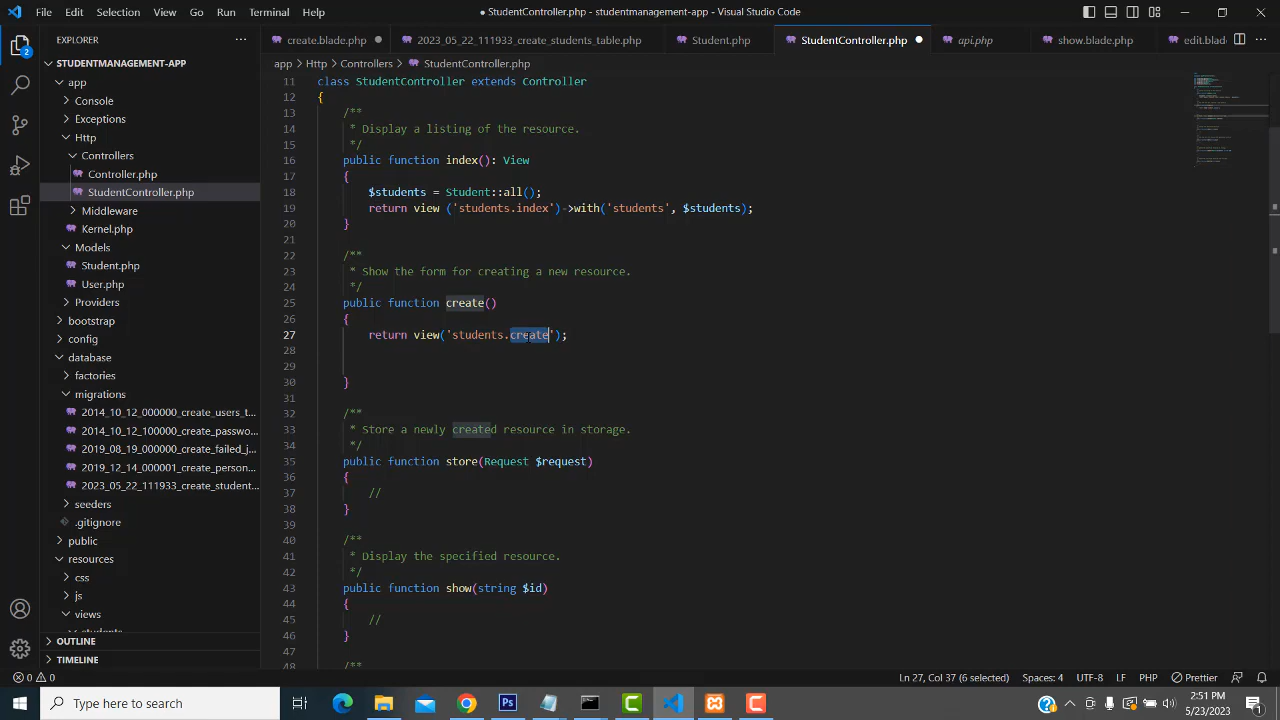 File Edit Selection View Go Run Terminal Help
● StudentController.php - studentmanagement-app - Visual Studio Code
2
EXPLORER
create.blade.php
2023_05_22_111933_create_students_table.php
Student.php
StudentController.php
api.php
show.blade.php
edit.blad
STUDENTMANAGEMENT-APP
app > Http > Controllers > StudentController.php
app
Console
Exceptions
Http
Controllers
Controller.php
StudentController.php
Middleware
Kernel.php
Models
Student.php
User.php
Providers
bootstrap
config
database
factories
migrations
2014_10_12_000000_create_users_t...
2014_10_12_100000_create_passwo...
2019_08_19_000000_create_failed_j...
2019_12_14_000001_create_person...
2023_05_22_111933_create_student...
seeders
.gitignore
public
resources
css
js
views
OUTLINE
TIMELINE
11 class StudentController extends Controller
12 {
13 **
14 * Display a listing of the resource.
15 */
16 public function index(): View
17 {
18 $students = Student::all();
19 return view ('students.index')->with('students', $students);
20 }
21
22 /**
23 * Show the form for creating a new resource.
24 */
25 public function create()
26 {
27 return view('students.create');
28
29
30 }
31
32 /**
33 * Store a newly created resource in storage.
34 */
35 public function store(Request $request)
36 {
37 //
38 }
39
40 /**
41 * Display the specified resource.
42 */
43 public function show(string $id)
44 {
45 //
46 }
47
48 /**
0 0
Ln 27, Col 37 (6 selected) Spaces: 4 UTF-8 LF PHP Prettier
Type here to search
Ps
2:51 PM
5/23/2023